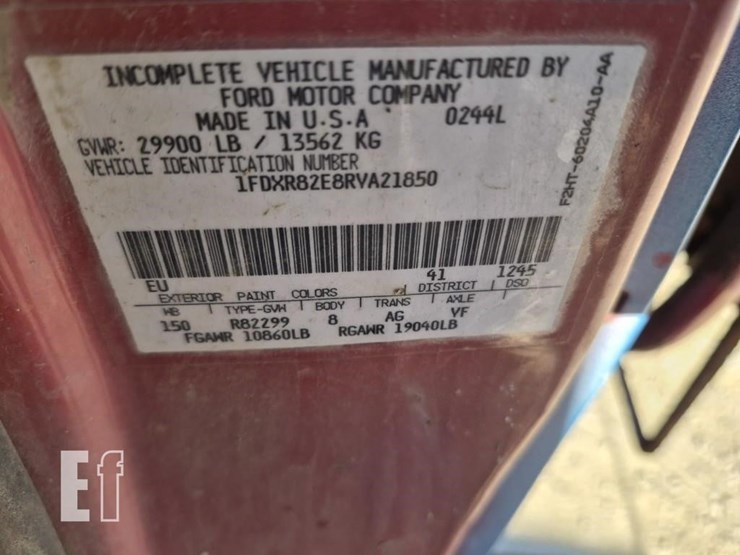 INCOMPLETE VEHICLE MANUFACTURED BY
FORD MOTOR COMPANY
MADE IN U.S.A 0244L
GVWR: 29900 LB / 13562 KG
VEHICLE IDENTIFICATION NUMBER
1FDXR82E8RVA21850
EU 41 1245
EXTERIOR PAINT COLORS DISTRICT DSO
WB TYPE-GVW BODY TRANS AXLE
150 R82299 8 AG VF
FGAWR 10860LB RGAWR 19040LB
F2HT-60206A10-AA
Ef